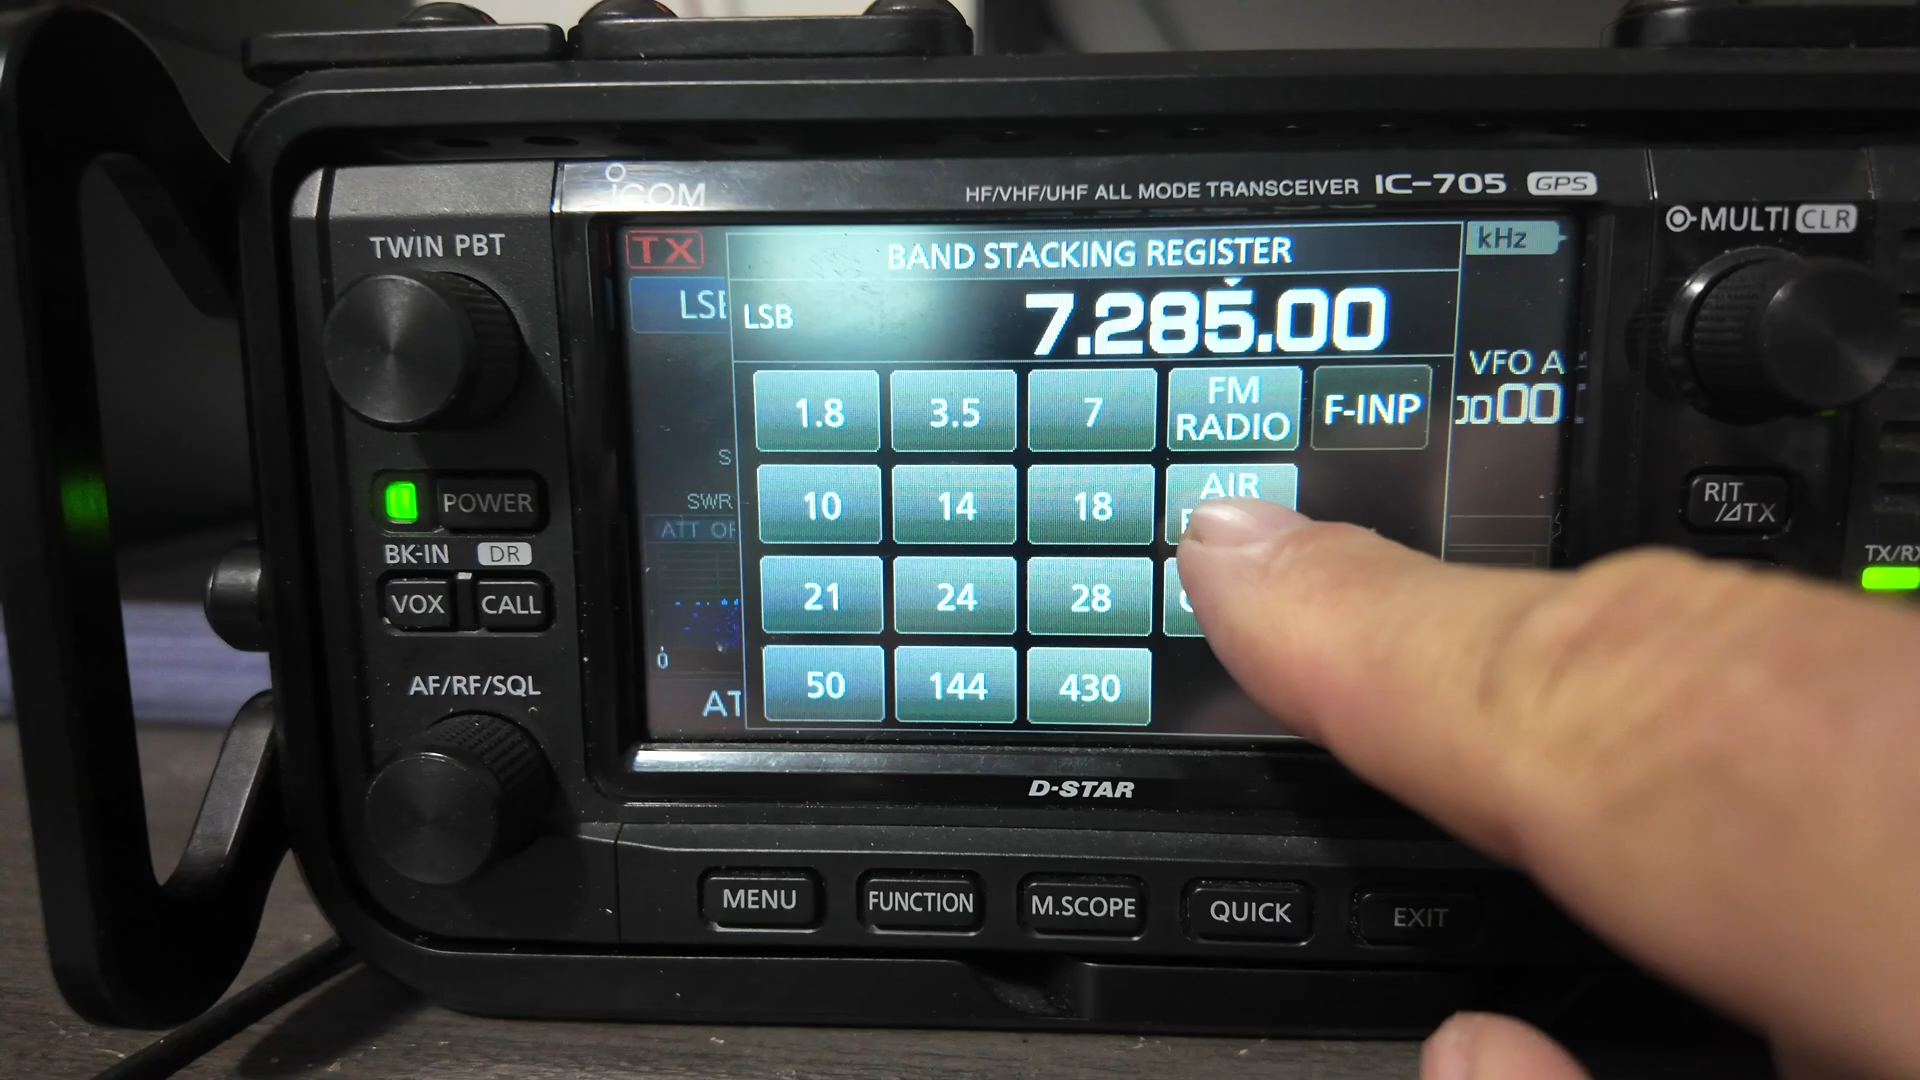 ICOM
HF/VHF/UHF ALL MODE TRANSCEIVER IC-705 GPS
TWIN PBT
MULTI CLR
TX
BAND STACKING REGISTER
kHz
LSB
7.285.00
VFO A
00
1.8 3.5 7 FM RADIO F-INP
SWR
10 14 18 AIR
RIT/ΔTX
POWER
ATT
BK-IN DR
TX/RX
VOX CALL
21 24 28
0
50 144 430
AF/RF/SQL
AT
D-STAR
MENU FUNCTION M.SCOPE QUICK EXIT